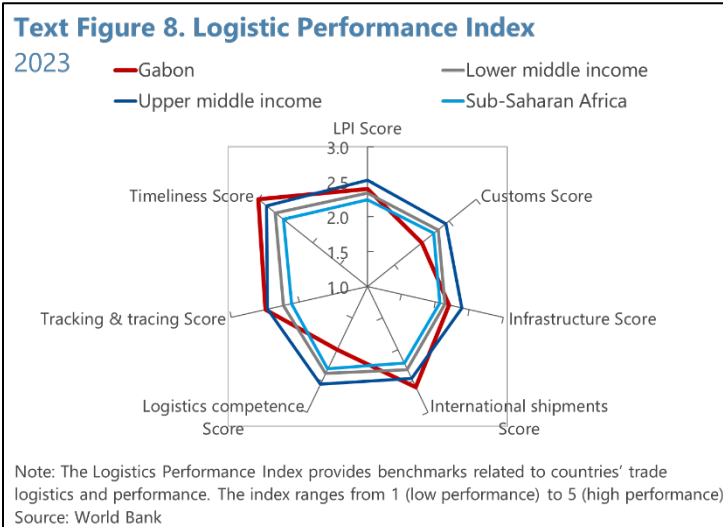 Text Figure 8. Logistic Performance Index
2023
Gabon
Lower middle income
Upper middle income
Sub-Saharan Africa
LPI Score
3.0
2.5
2.0
1.5
1.0
Timeliness Score
Customs Score
Tracking & tracing Score
Infrastructure Score
Logistics competence
Score
International shipments
Score
Note: The Logistics Performance Index provides benchmarks related to countries' trade
logistics and performance. The index ranges from 1 (low performance) to 5 (high performance)
Source: World Bank